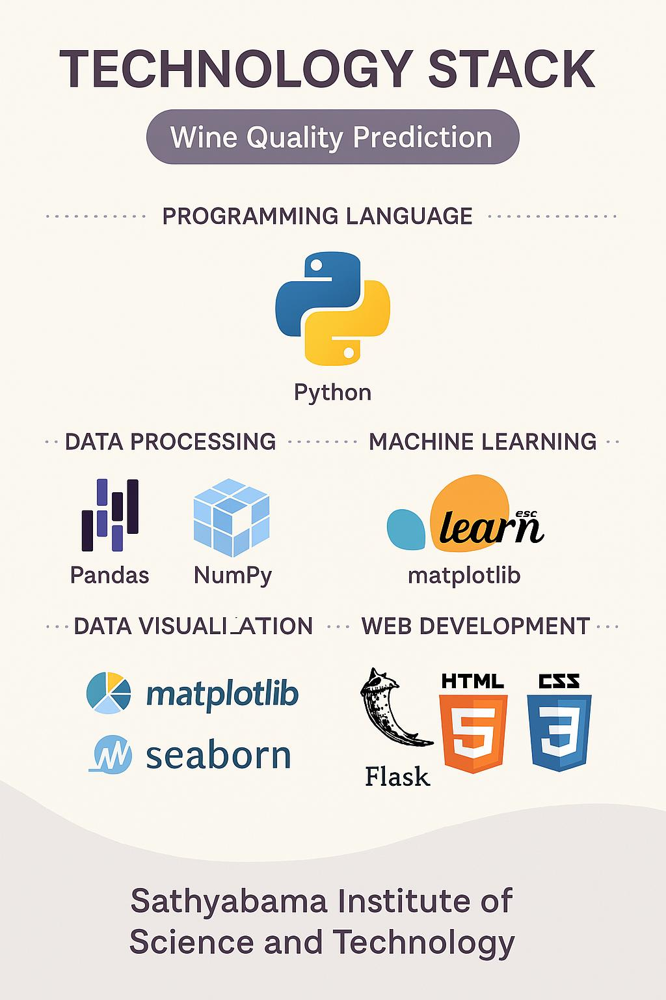 TECHNOLOGY STACK
Wine Quality Prediction
PROGRAMMING LANGUAGE
Python
DATA PROCESSING
MACHINE LEARNING
Pandas
NumPy
esc
learn
matplotlib
DATA VISUALI_ATION
WEB DEVELOPMENT
matplotlib
seaborn
HTML
5
CSS
3
Flask
Sathyabama Institute of
Science and Technology